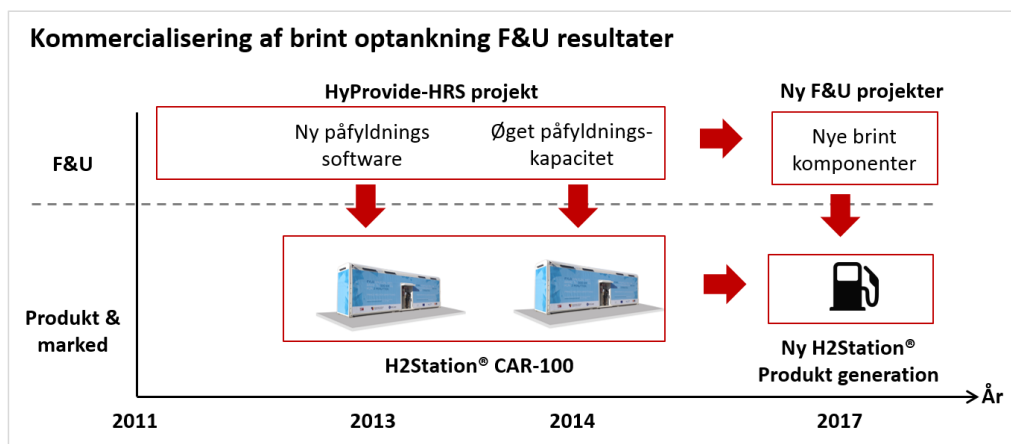 Kommercialisering af brint optankning F&U resultater
HyProvide-HRS projekt
Ny F&U projekter
F&U
Ny påfyldnings
software
Øget påfyldnings-
kapacitet
Nye brint
komponenter
Produkt &
marked
H2Station® CAR-100
Ny H2Station®
Produkt generation
År
2011
2013
2014
2017